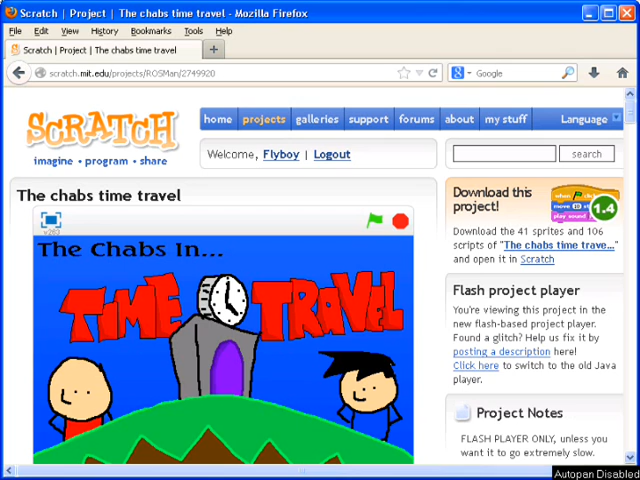 Scratch | Project | The chabs time travel - Mozilla Firefox
File Edit View History Bookmarks Tools Help
Scratch | Project | The chabs time travel
scratch.mit.edu/projects/ROSMan/2749920
Google
SCRATCH
imagine • program • share
home projects galleries support forums about my stuff Language
Welcome, Flyboy | Logout
search
The chabs time travel
v263
The Chabs In...
TIME TRAVEL
Download this
project!
1.4
Download the 41 sprites and 106
scripts of "The chabs time trave..."
and open it in Scratch
Flash project player
You're viewing this project in the
new flash-based project player.
Found a glitch? Help us fix it by
posting a description here!
Click here to switch to the old Java
player.
Project Notes
FLASH PLAYER ONLY, unless you
want it to go extremely slow.
Autopan Disabled